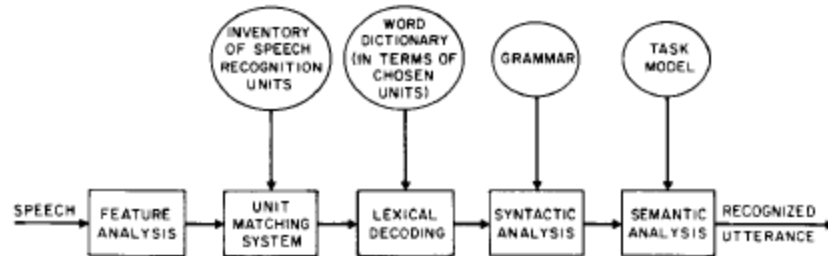 INVENTORY
OF SPEECH
RECOGNITION
UNITS
WORD
DICTIONARY
(IN TERMS OF
CHOSEN
UNITS)
GRAMMAR
TASK
MODEL
SPEECH
FEATURE
ANALYSIS
UNIT
MATCHING
SYSTEM
LEXICAL
DECODING
SYNTACTIC
ANALYSIS
SEMANTIC
ANALYSIS
RECOGNIZED
UTTERANCE